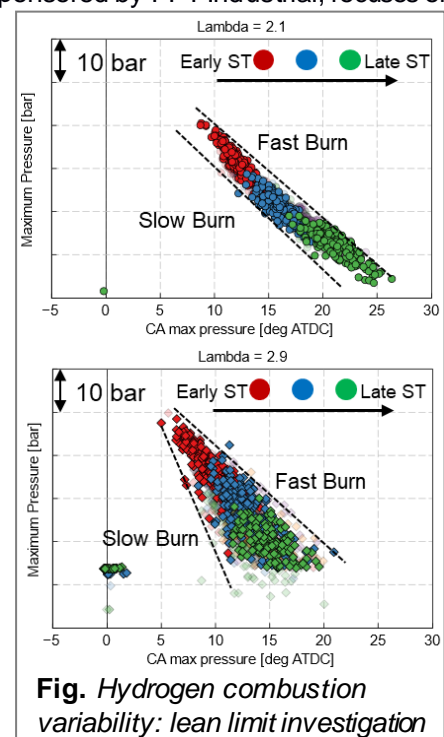 Lambda = 2.1
10 bar
Early ST
Late ST
Fast Burn
Slow Burn
Maximum Pressure [bar]
−5 0 5 10 15 20 25 30
CA max pressure [deg ATDC]
Lambda = 2.9
10 bar
Early ST
Late ST
Fast Burn
Slow Burn
Maximum Pressure [bar]
−5 0 5 10 15 20 25 30
CA max pressure [deg ATDC]
Fig. Hydrogen combustion
variability: lean limit investigation